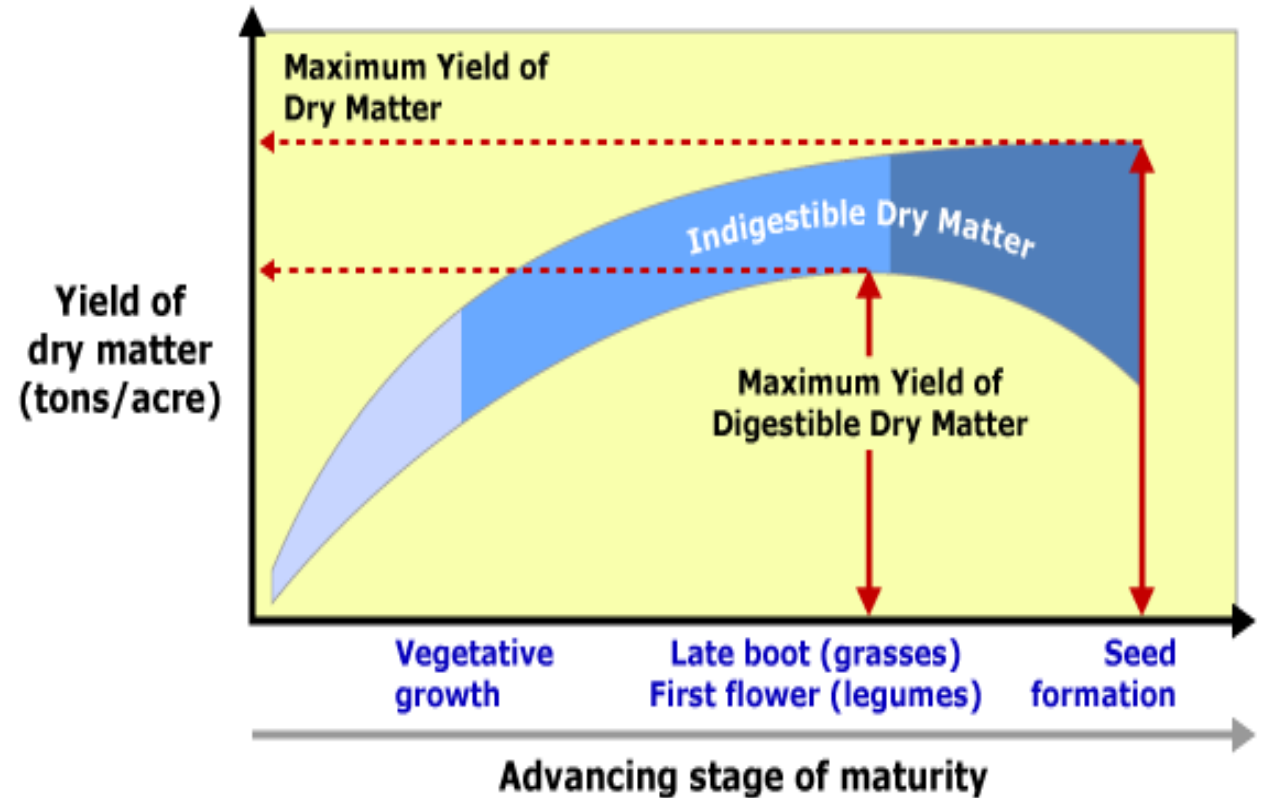 Maximum Yield of
Dry Matter
Indigestible Dry Matter
Yield of
dry matter
(tons/acre)
Maximum Yield of
Digestible Dry Matter
Vegetative
growth
Late boot (grasses)
First flower (legumes)
Seed
formation
Advancing stage of maturity